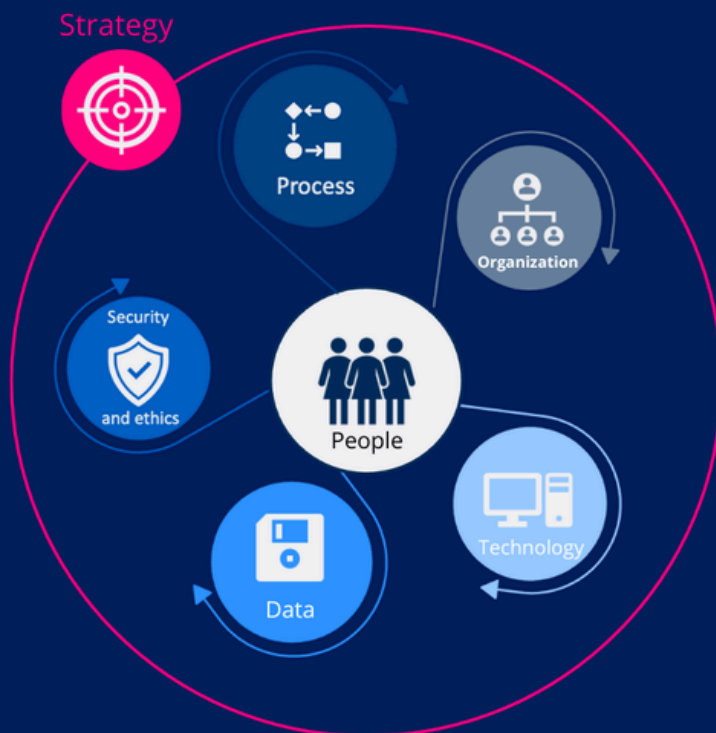 Strategy
Process
Organization
Security
and ethics
People
Technology
Data